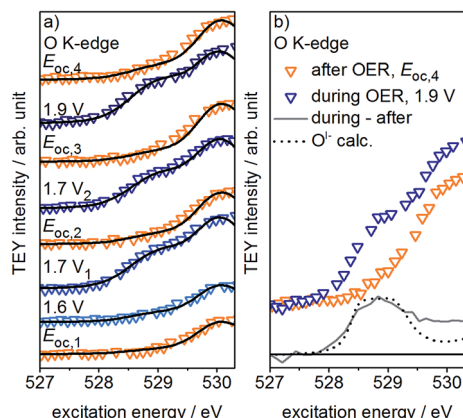 a)
O K-edge
E_oc,4
1.9 V
E_oc,3
1.7 V_2
E_oc,2
1.7 V_1
1.6 V
E_oc,1
TEY intensity / arb. unit
527 528 529 530
excitation energy / eV
b)
O K-edge
after OER, E_oc,4
during OER, 1.9 V
during - after
O^I- calc.
TEY intensity / arb. unit
527 528 529 530
excitation energy / eV